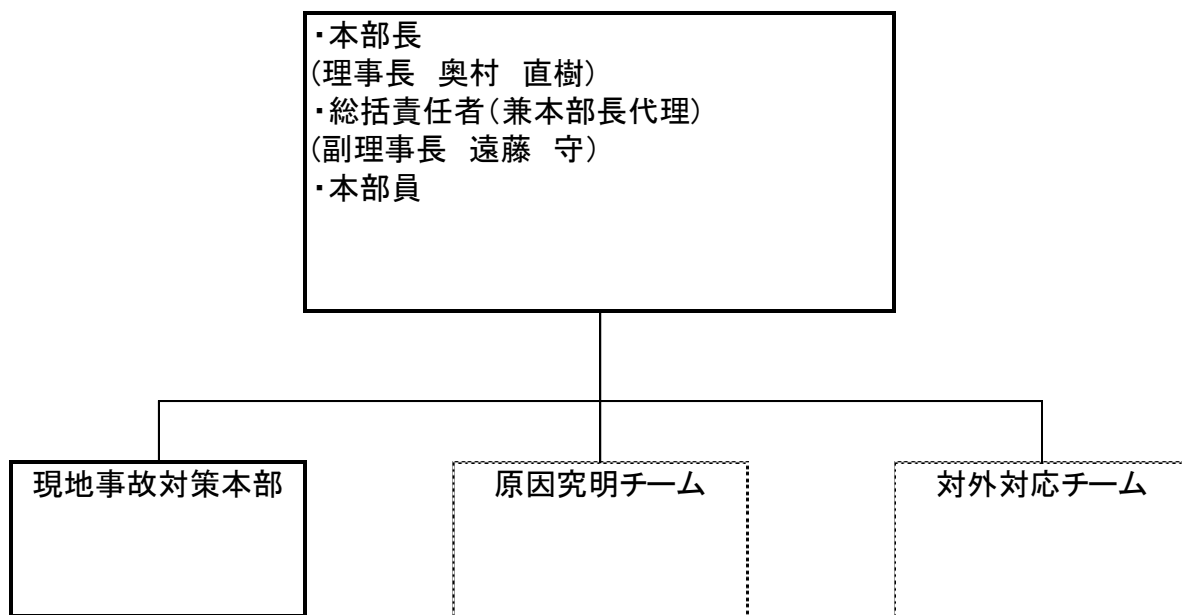 ・本部長
(理事長　奥村　直樹)
・総括責任者(兼本部長代理)
(副理事長　遠藤　守)
・本部員
現地事故対策本部
原因究明チーム
対外対応チーム